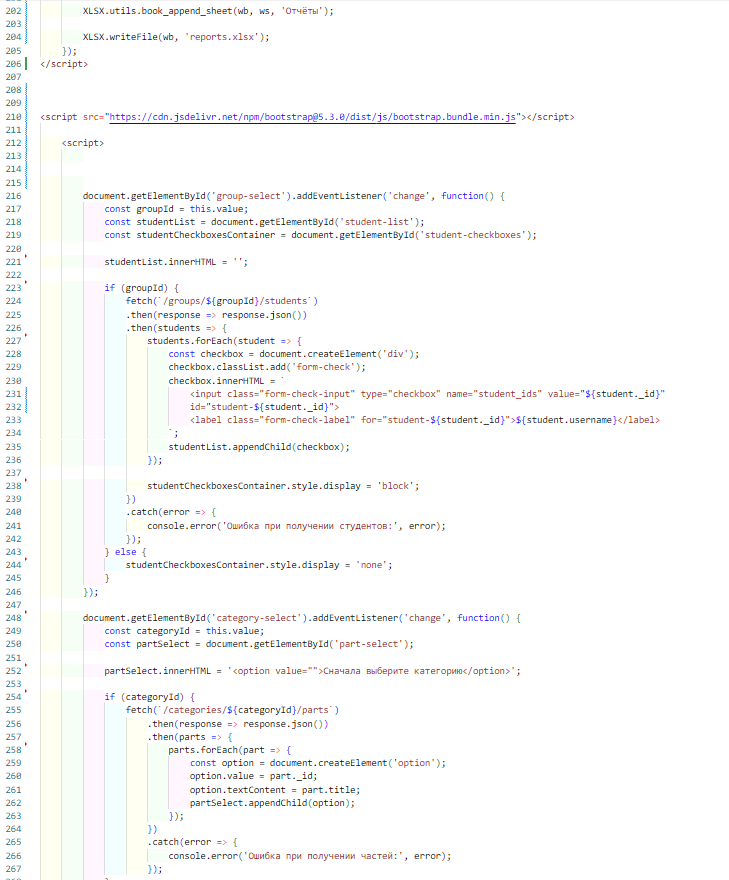 202 XLSX.utils.book_append_sheet(wb, ws, 'Отчёты');
203
204 XLSX.writeFile(wb, 'reports.xlsx');
205 });
206 </script>
207
208
209
210 <script src="https://cdn.jsdelivr.net/npm/bootstrap@5.3.0/dist/js/bootstrap.bundle.min.js"></script>
211
212 <script>
213
214
215
216 document.getElementById('group-select').addEventListener('change', function() {
217 const groupId = this.value;
218 const studentList = document.getElementById('student-list');
219 const studentCheckboxesContainer = document.getElementById('student-checkboxes');
220
221 studentList.innerHTML = '';
222
223 if (groupId) {
224 fetch(`/groups/${groupId}/students`)
225 .then(response => response.json())
226 .then(students => {
227 students.forEach(student => {
228 const checkbox = document.createElement('div');
229 checkbox.classList.add('form-check');
230 checkbox.innerHTML = `
231 <input class="form-check-input" type="checkbox" name="student_ids" value="${student._id}"
232 id="student-${student._id}">
233 <label class="form-check-label" for="student-${student._id}">${student.username}</label>
234 `;
235 studentList.appendChild(checkbox);
236 });
237
238 studentCheckboxesContainer.style.display = 'block';
239 })
240 .catch(error => {
241 console.error('Ошибка при получении студентов:', error);
242 });
243 } else {
244 studentCheckboxesContainer.style.display = 'none';
245 }
246 });
247
248 document.getElementById('category-select').addEventListener('change', function() {
249 const categoryId = this.value;
250 const partSelect = document.getElementById('part-select');
251
252 partSelect.innerHTML = '<option value="">Сначала выберите категорию</option>';
253
254 if (categoryId) {
255 fetch(`/categories/${categoryId}/parts`)
256 .then(response => response.json())
257 .then(parts => {
258 parts.forEach(part => {
259 const option = document.createElement('option');
260 option.value = part._id;
261 option.textContent = part.title;
262 partSelect.appendChild(option);
263 });
264 })
265 .catch(error => {
266 console.error('Ошибка при получении частей:', error);
267 });